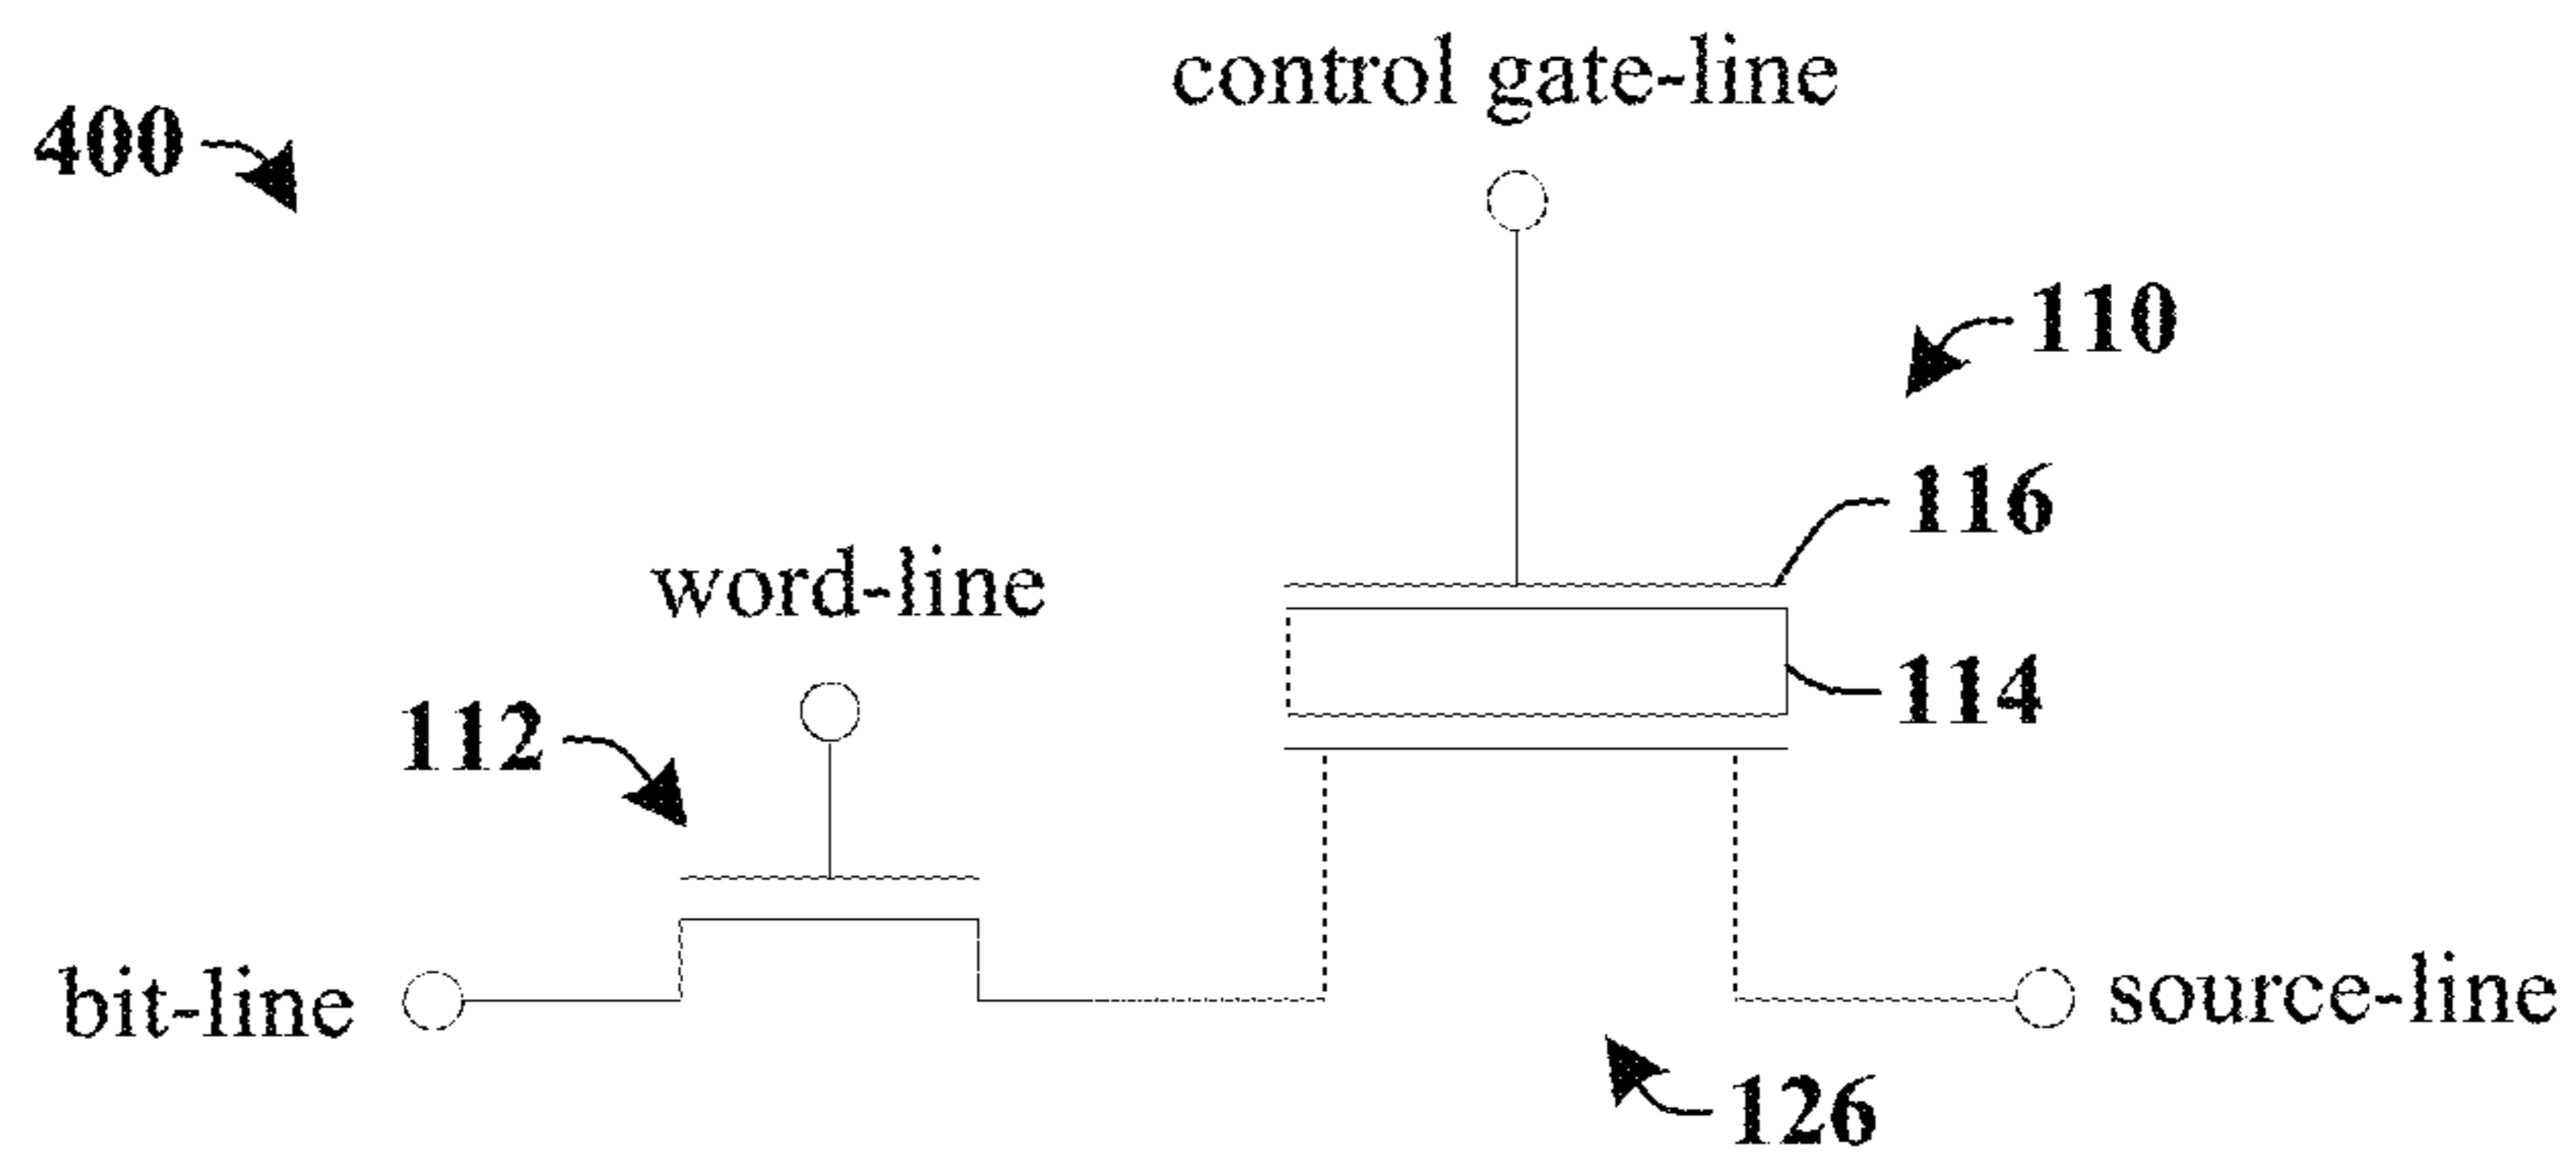 control gate-line
400
110
116
word-line
114
112
bit-line
source-line
126